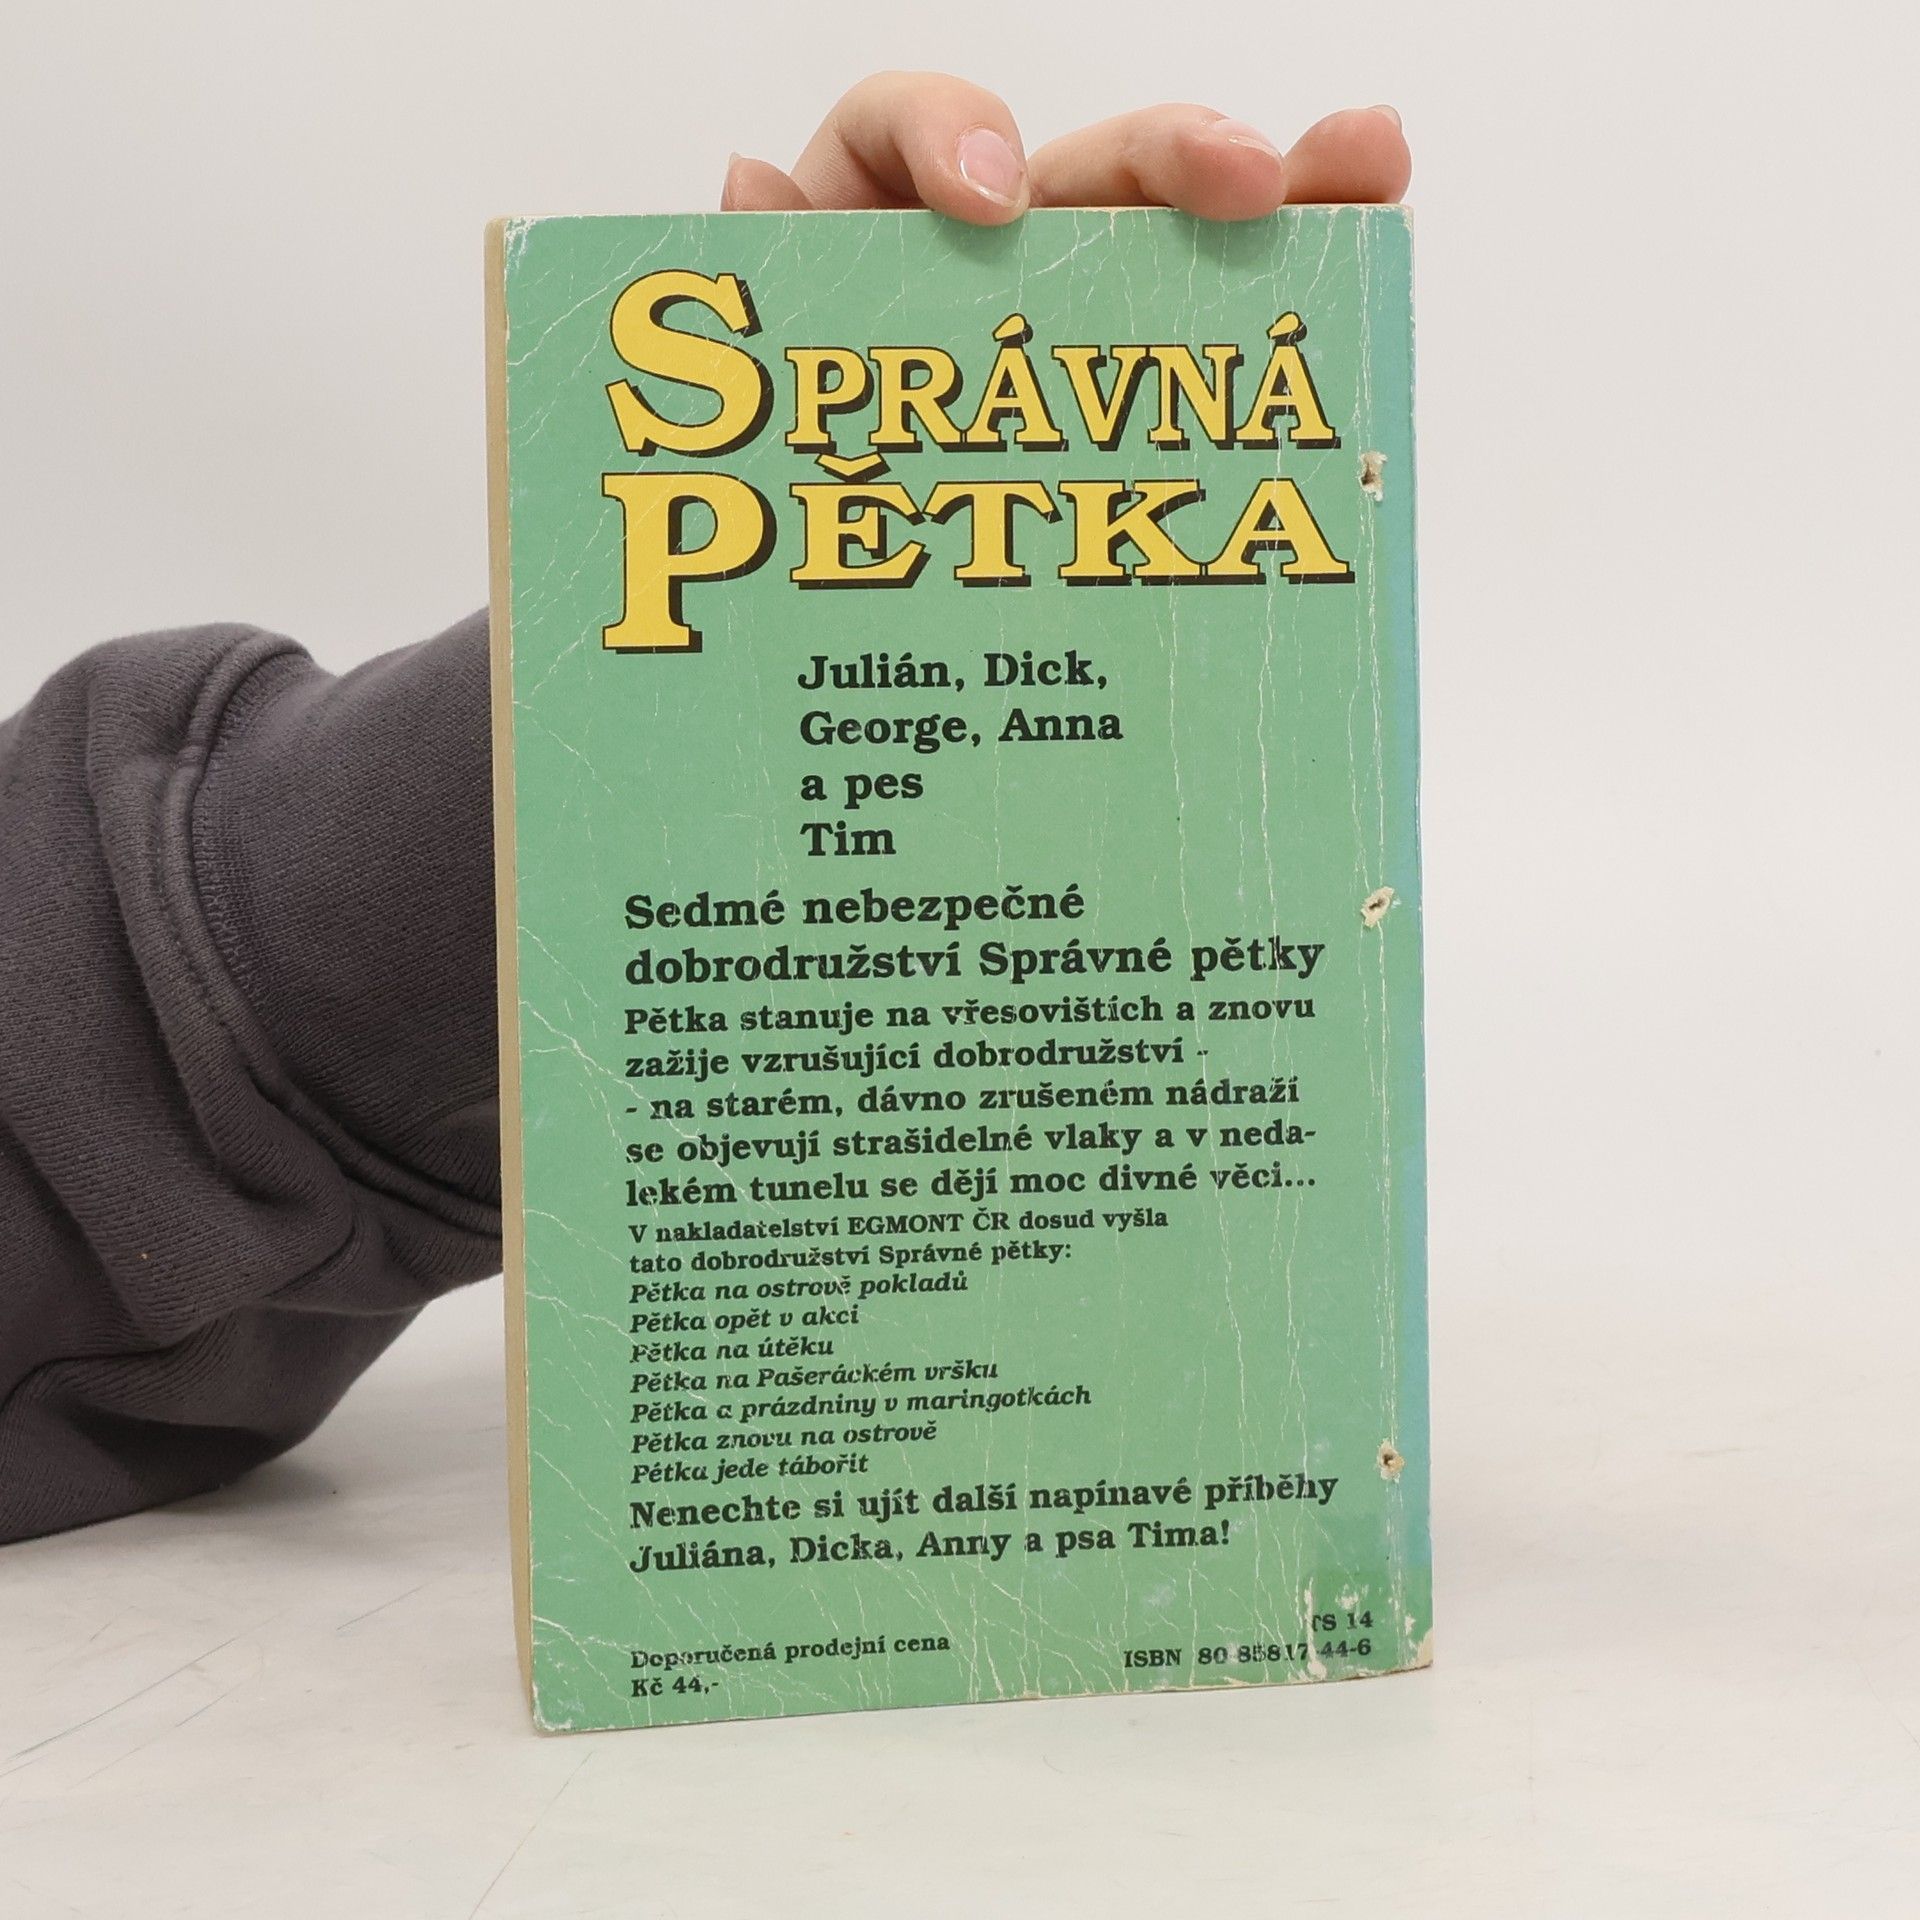 SPRÁVNÁ
PĚTKA
Julián, Dick,
George, Anna
a pes
Tim
Sedmé nebezpečné
dobrodružství Správné pětky
Pětka stanuje na vřesovištích a znovu
zažije vzrušující dobrodružství -
- na starém, dávno zrušeném nádraží
se objevují strašidelné vlaky a v neda-
lekém tunelu se dějí moc divné věci...
V nakladatelství EGMONT ČR dosud vyšla
tato dobrodružství Správné pětky:
Pětka na ostrově pokladů
Pětka opět v akci
Pětka na útěku
Pětka na Pašeráckém vršku
Pětka a prázdniny v maringotkách
Pětka znovu na ostrově
Pétka jede tábořit
Nenechte si ujít další napínavé příběhy
Juliána, Dicka, Anny a psa Tima!
Doporučená prodejní cena
Kč 44,-
TS 14
ISBN 80-85817-44-6